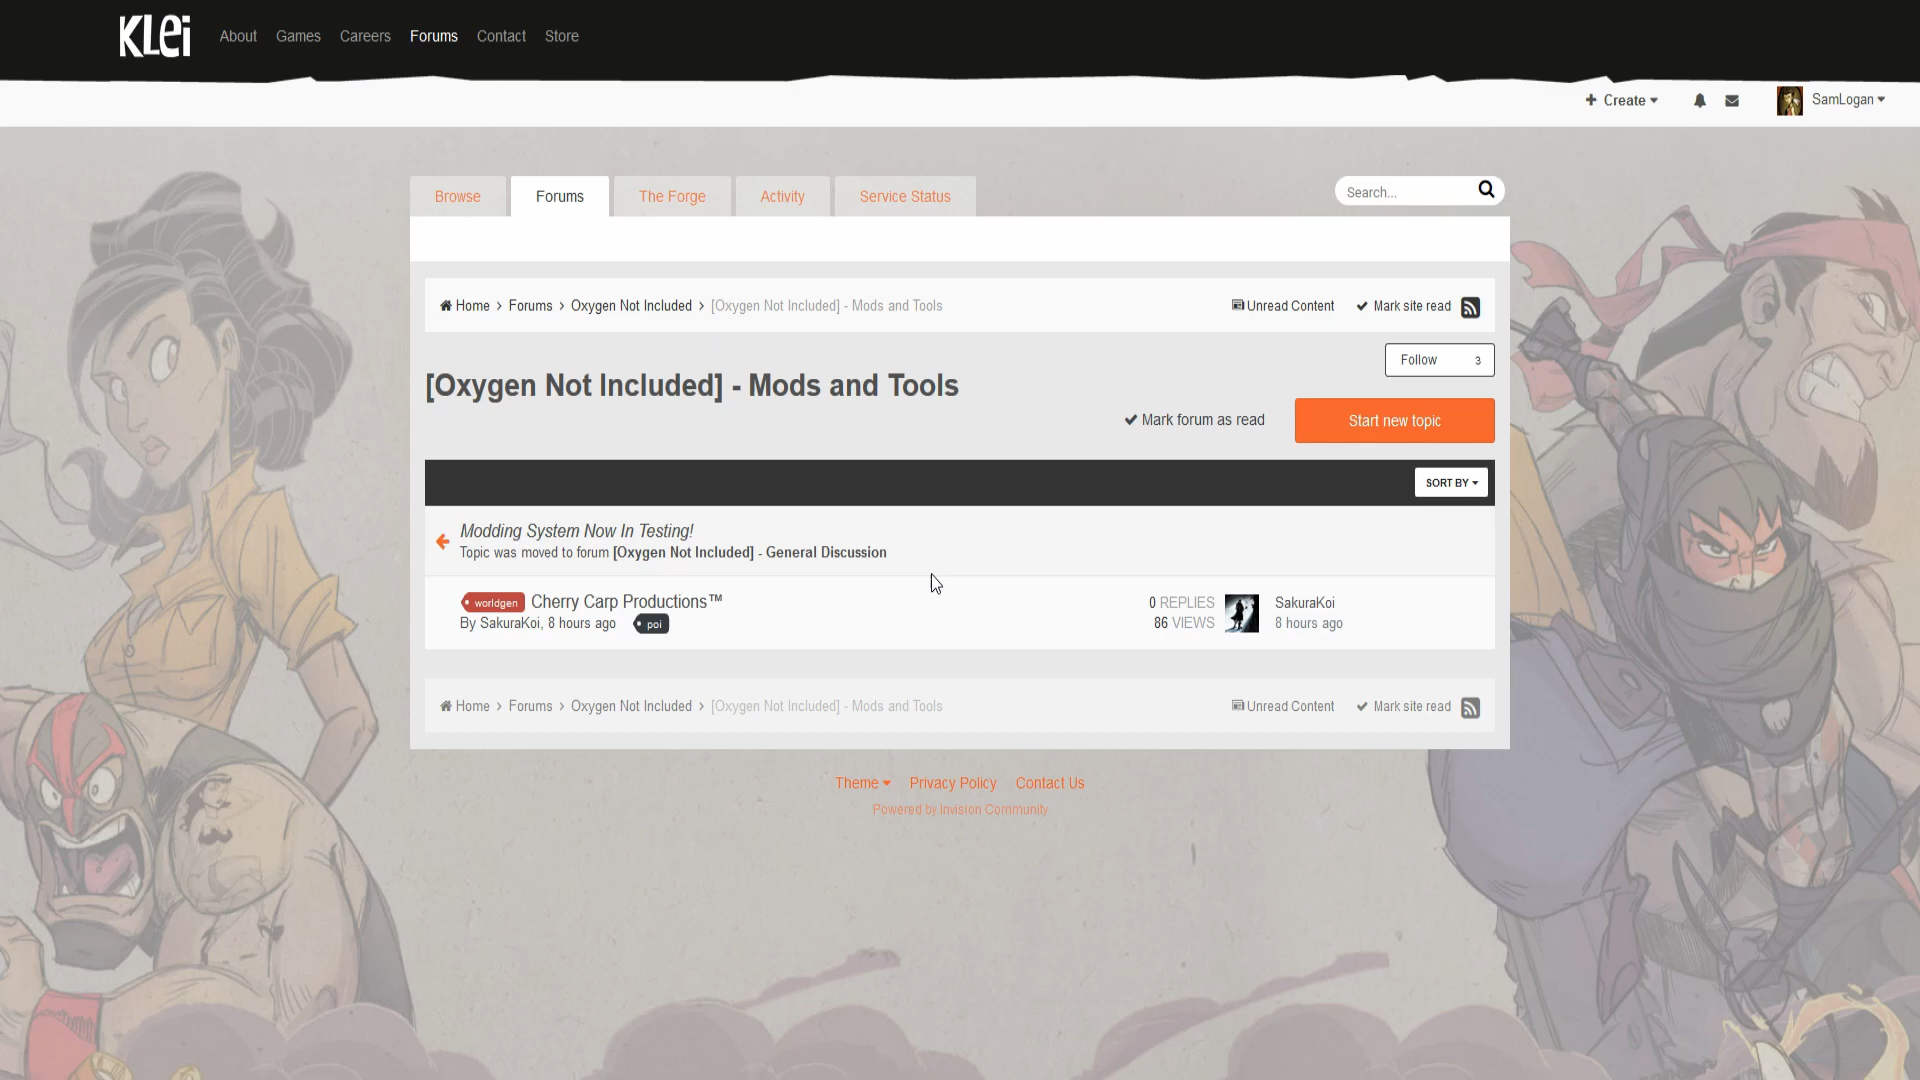 KLEi
About Games Careers Forums Contact Store
Create SamLogan
Browse Forums The Forge Activity Service Status
Search...
Home > Forums > Oxygen Not Included > [Oxygen Not Included] - Mods and Tools Unread Content Mark site read
Follow 3
[Oxygen Not Included] - Mods and Tools
Mark forum as read Start new topic
SORT BY
Modding System Now In Testing!
Topic was moved to forum [Oxygen Not Included] - General Discussion
worldgen Cherry Carp Productions™ 0 REPLIES SakuraKoi
By SakuraKoi, 8 hours ago poi 86 VIEWS 8 hours ago
Home > Forums > Oxygen Not Included > [Oxygen Not Included] - Mods and Tools Unread Content Mark site read
Theme Privacy Policy Contact Us
Powered by Invision Community